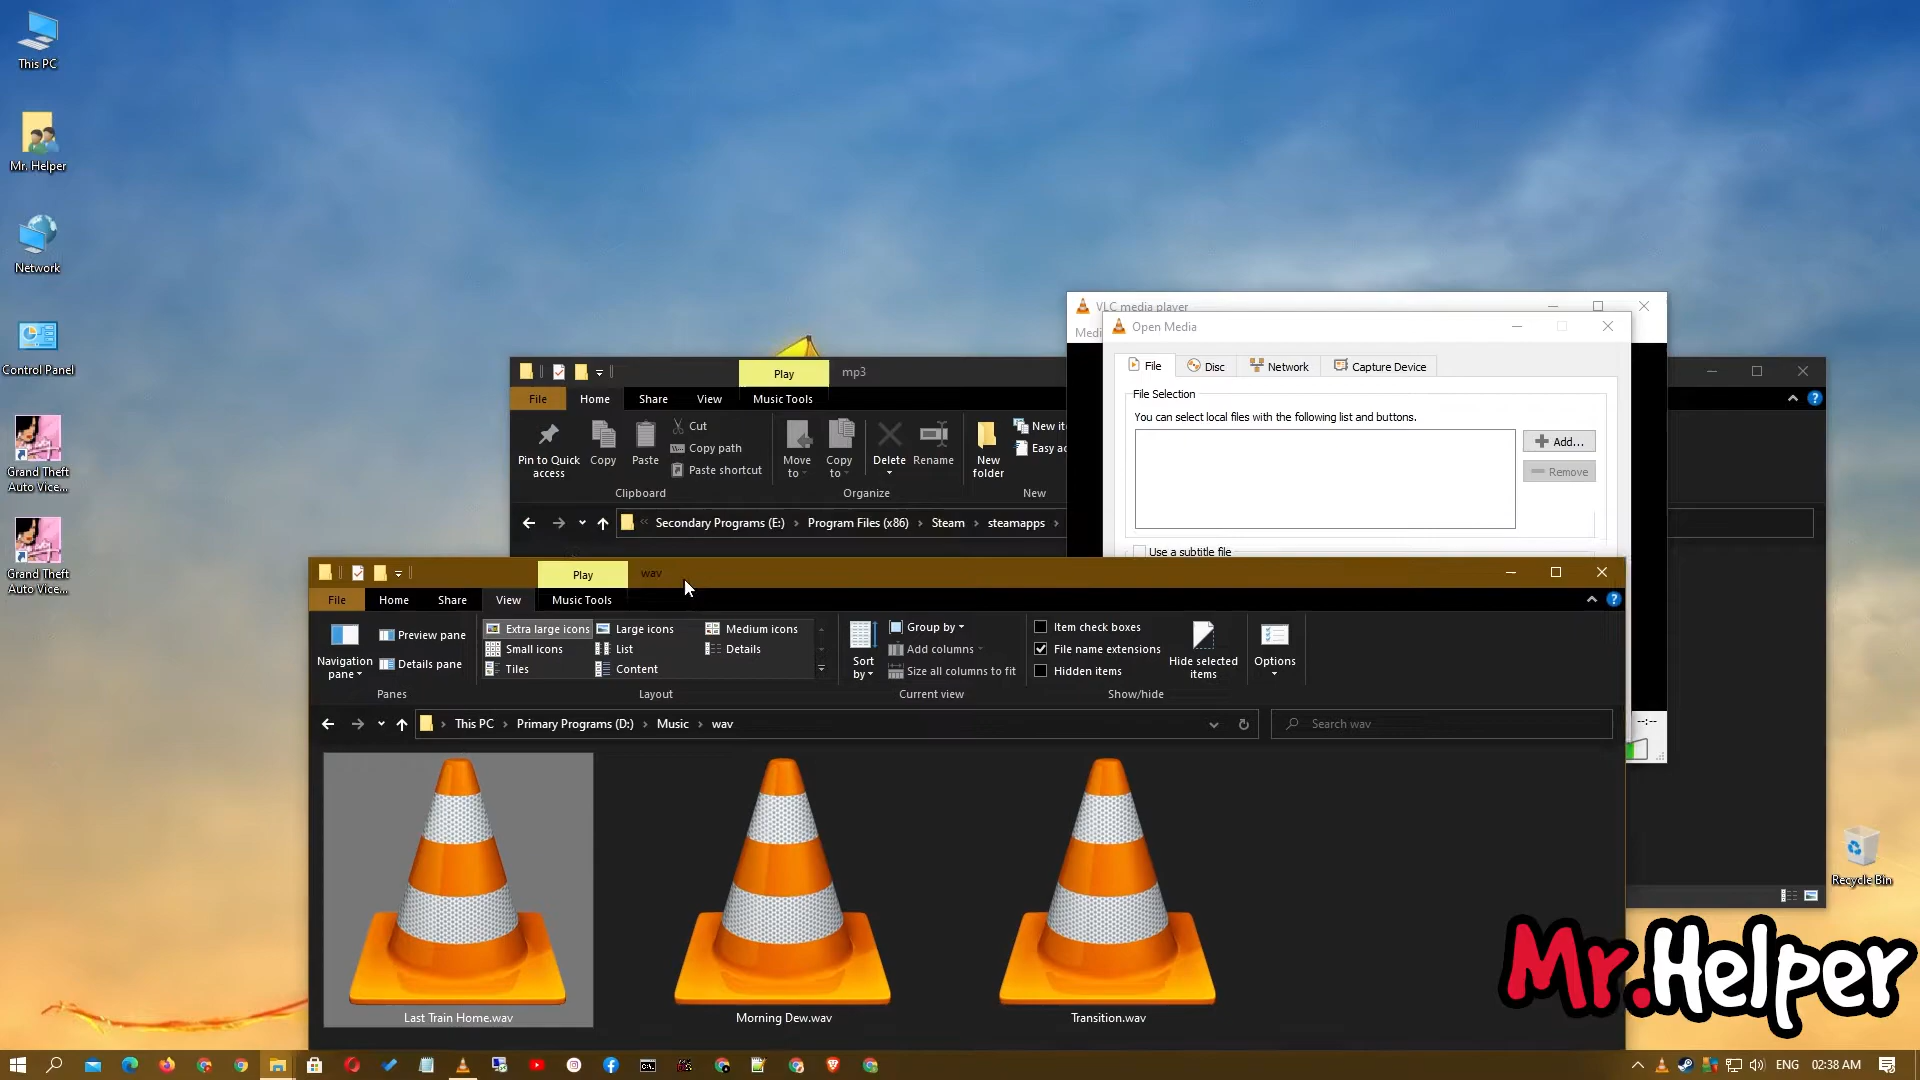 This PC
Mr. Helper
Network
Control Panel
Grand Theft
Auto Vice...
Grand Theft
Auto Vice...
Recycle Bin
VLC media player
Medi
Open Media
File
Disc
Network
Capture Device
File Selection
You can select local files with the following list and buttons.
Add...
Remove
Use a subtitle file
--:--
Play
mp3
File
Home
Share
View
Music Tools
Pin to Quick
access
Copy
Paste
Cut
Copy path
Paste shortcut
Clipboard
Move
to
Copy
to
Delete
Rename
Organize
New
folder
New ite
Easy ac
New
Secondary Programs (E:)
Program Files (x86)
Steam
steamapps
Play
wav
File
Home
Share
View
Music Tools
Navigation
pane
Preview pane
Details pane
Panes
Extra large icons
Large icons
Medium icons
Small icons
List
Details
Tiles
Content
Layout
Sort
by
Group by
Add columns
Size all columns to fit
Current view
Item check boxes
File name extensions
Hidden items
Hide selected
items
Show/hide
Options
This PC
Primary Programs (D:)
Music
wav
Search wav
Last Train Home.wav
Morning Dew.wav
Transition.wav
Mr.Helper
ENG
02:38 AM